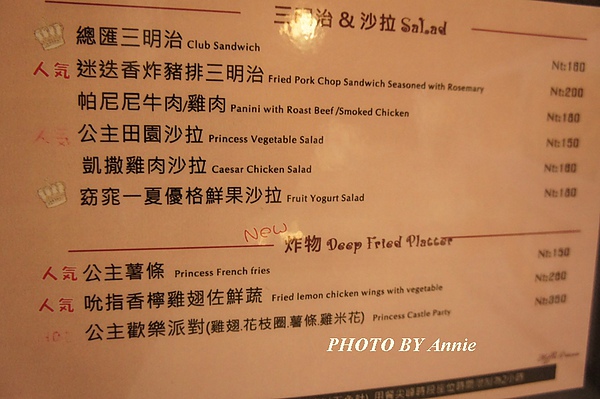 三明治 & 沙拉 Salad
總匯三明治 Club Sandwich Nt:180
人気 迷迭香炸豬排三明治 Fried Pork Chop Sandwich Seasoned with Rosemary Nt:200
帕尼尼牛肉/雞肉 Panini with Roast Beef /Smoked Chicken Nt:180
人気 公主田園沙拉 Princess Vegetable Salad Nt:150
凱撒雞肉沙拉 Caesar Chicken Salad Nt:180
窈窕一夏優格鮮果沙拉 Fruit Yogurt Salad Nt:180
New
炸物 Deep Fried Platter
人気 公主薯條 Princess French fries Nt:150
人気 吮指香檸雞翅佐鮮蔬 Fried lemon chicken wings with vegetable Nt:280
公主歡樂派對(雞翅.花枝圈.薯條.雞米花) Princess Castle Party Nt:350
PHOTO BY Annie